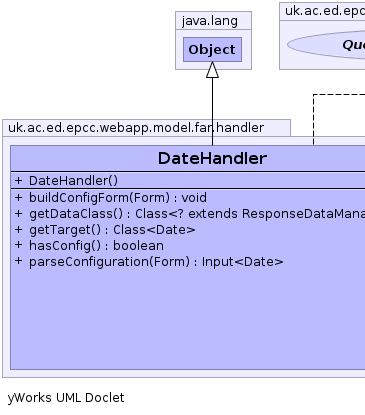 java.lang
uk.ac.ed.epcc
Object
Que
uk.ac.ed.epcc.webapp.model.far.handler
DateHandler
+ DateHandler()
+ buildConfigForm(Form) : void
+ getDataClass() : Class<? extends ResponseDataMana
+ getTarget() : Class<Date>
+ hasConfig() : boolean
+ parseConfiguration(Form) : Input<Date>
yWorks UML Doclet